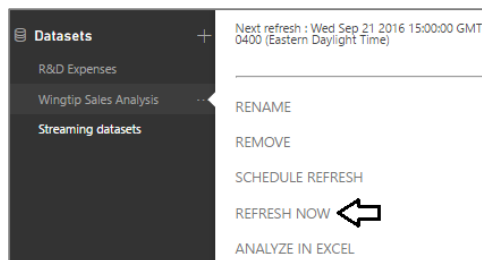 Datasets
R&D Expenses
Wingtip Sales Analysis
Streaming datasets
Next refresh : Wed Sep 21 2016 15:00:00 GMT
0400 (Eastern Daylight Time)
RENAME
REMOVE
SCHEDULE REFRESH
REFRESH NOW
ANALYZE IN EXCEL